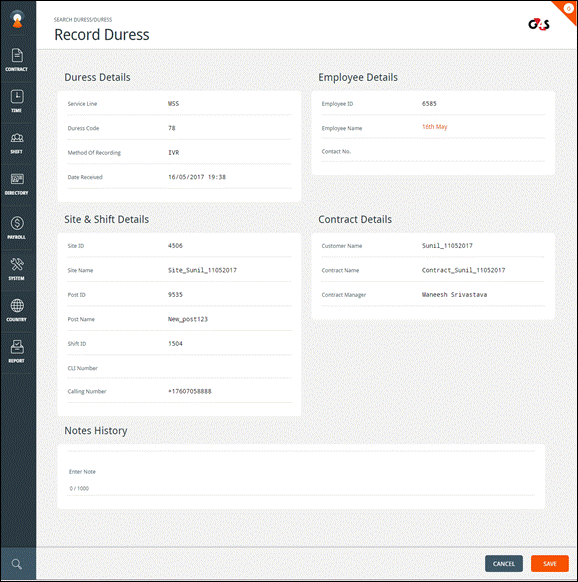 0
SEARCH DURESS/DURESS
Record Duress
G4S
CONTRACT
TIME
SHIFT
DIRECTORY
PAYROLL
SYSTEM
COUNTRY
REPORT
Duress Details
Service Line MSS
Duress Code 78
Method Of Recording IVR
Date Received 16/05/2017 19:38
Employee Details
Employee ID 6585
Employee Name 16th May
Contact No.
Site & Shift Details
Site ID 4506
Site Name Site_Sunil_11052017
Post ID 9535
Post Name New_post123
Shift ID 1504
CLI Number
Calling Number +17607058888
Contract Details
Customer Name Sunil_11052017
Contract Name Contract_Sunil_11052017
Contract Manager Maneesh Srivastava
Notes History
Enter Note
0 / 1000
CANCEL SAVE